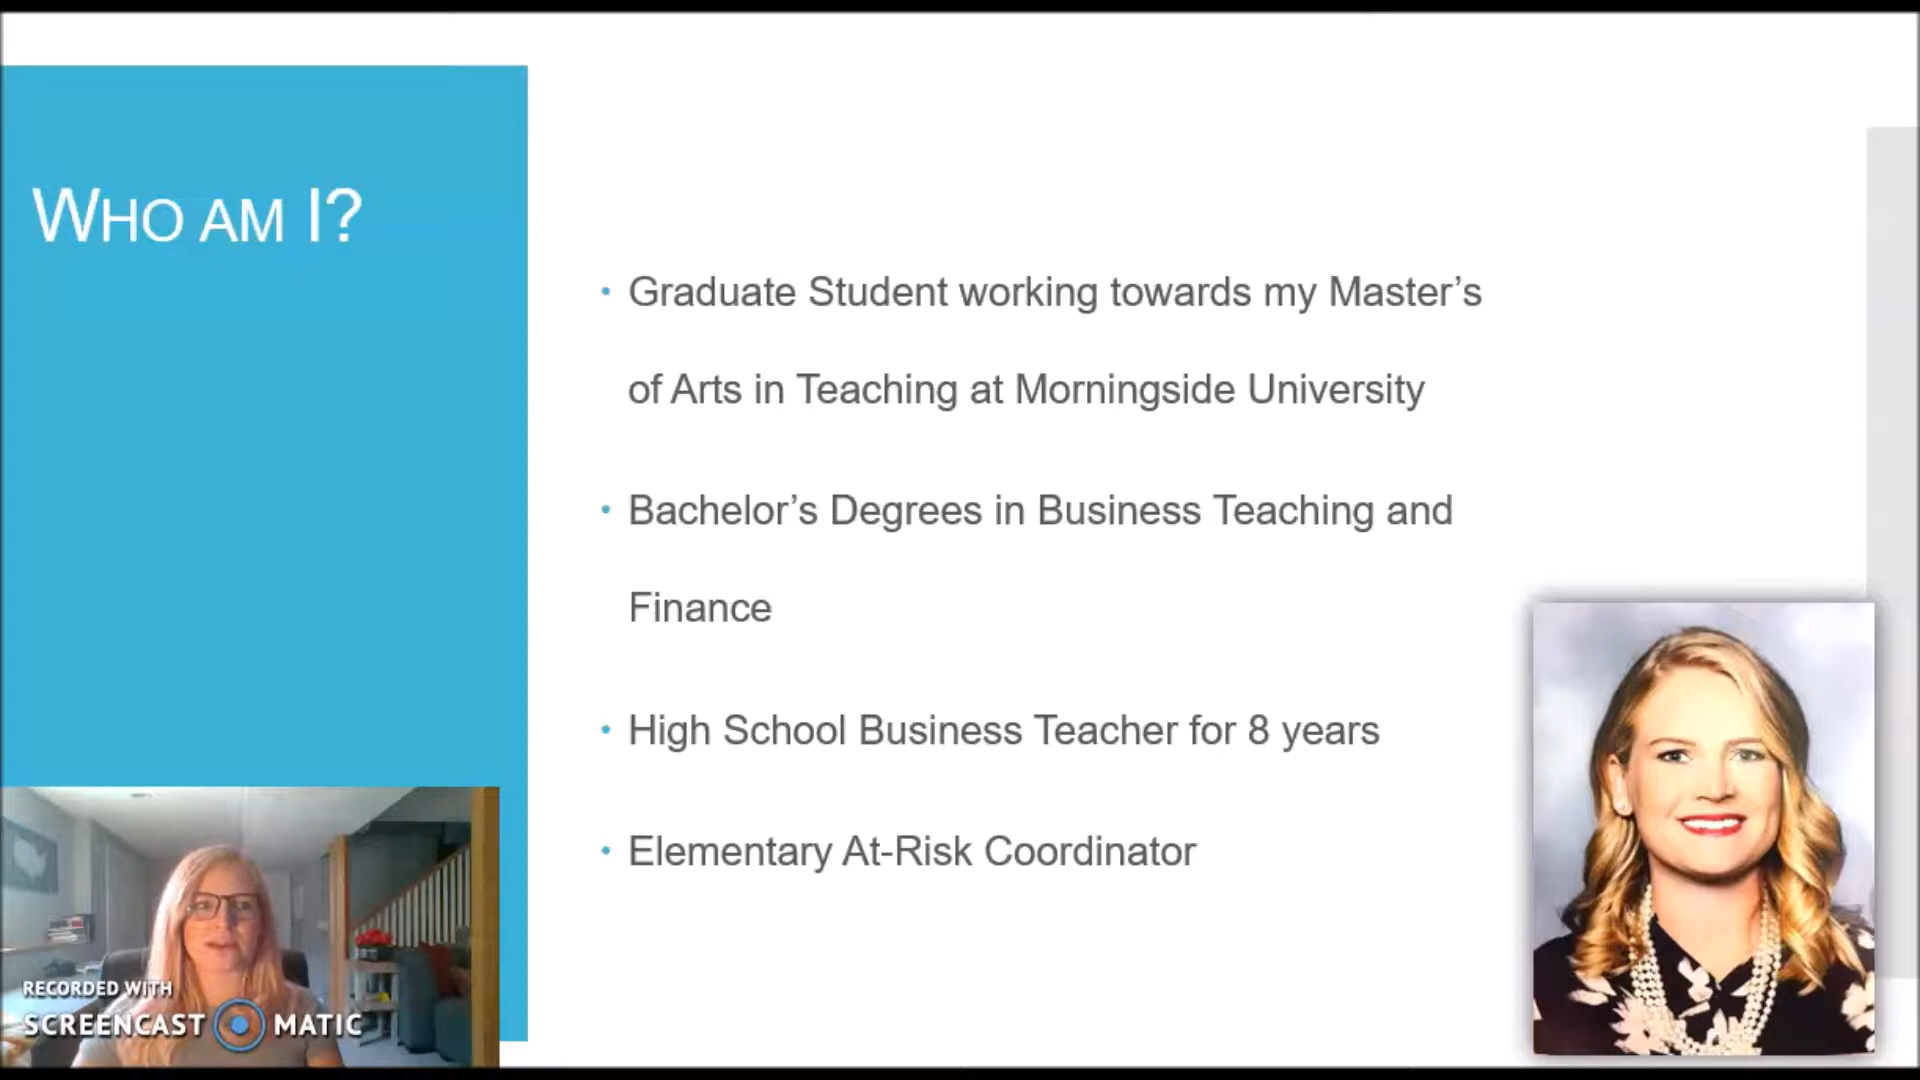 WHO AM I?
• Graduate Student working towards my Master’s
of Arts in Teaching at Morningside University
• Bachelor’s Degrees in Business Teaching and
Finance
• High School Business Teacher for 8 years
• Elementary At-Risk Coordinator
RECORDED WITH
SCREENCAST MATIC